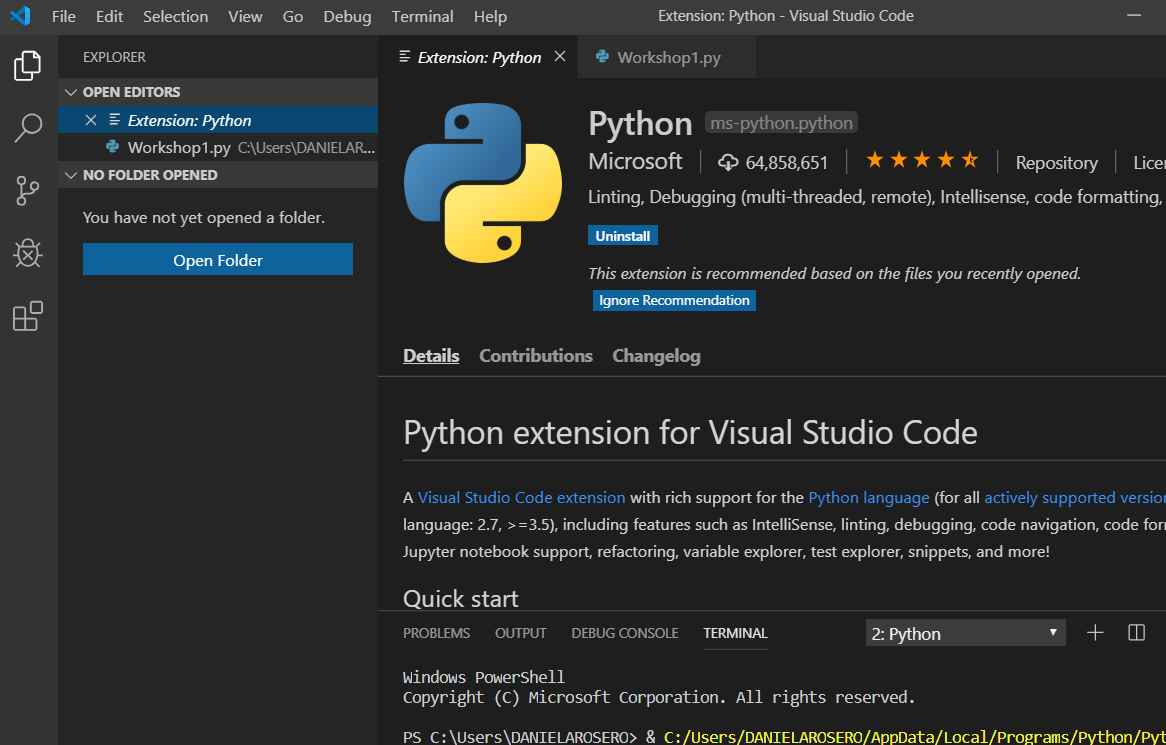 File Edit Selection View Go Debug Terminal Help Extension: Python - Visual Studio Code
EXPLORER
OPEN EDITORS
Extension: Python
Workshop1.py C:\Users\DANIELAR...
NO FOLDER OPENED
You have not yet opened a folder.
Open Folder
Extension: Python Workshop1.py
Python ms-python.python
Microsoft 64,858,651 Repository
Linting, Debugging (multi-threaded, remote), Intellisense, code formatting,
Uninstall
This extension is recommended based on the files you recently opened.
Ignore Recommendation
Details Contributions Changelog
Python extension for Visual Studio Code
A Visual Studio Code extension with rich support for the Python language (for all actively supported
language: 2.7, >=3.5), including features such as IntelliSense, linting, debugging, code navigation, code
Jupyter notebook support, refactoring, variable explorer, test explorer, snippets, and more!
Quick start
PROBLEMS OUTPUT DEBUG CONSOLE TERMINAL 2: Python
Windows PowerShell
Copyright (C) Microsoft Corporation. All rights reserved.
PS C:\Users\DANIELAROSERO> & C:/Users/DANIELAROSERO/AppData/Local/Programs/Python/Pyt